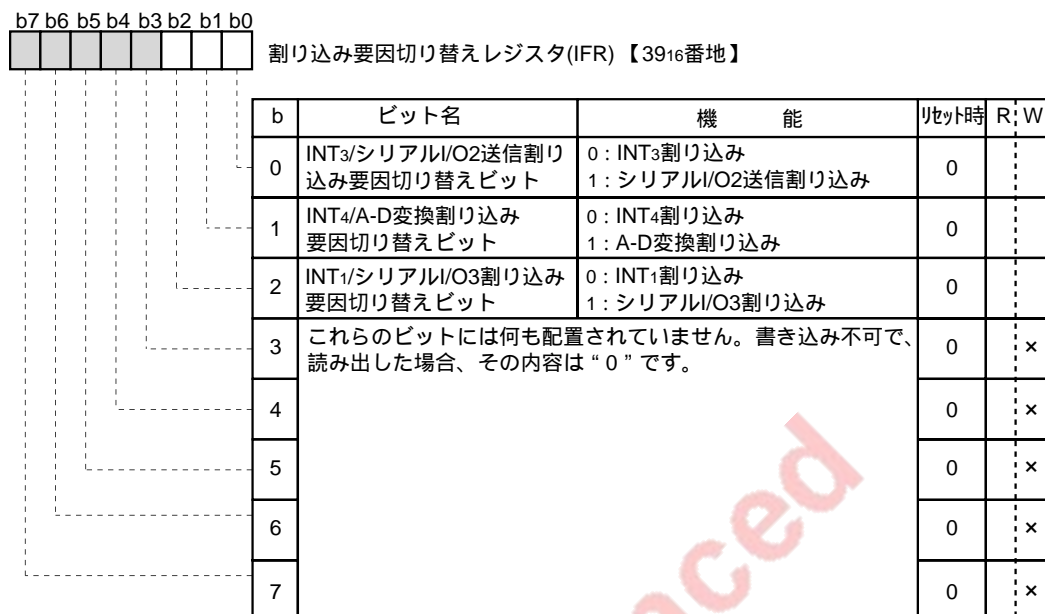 b7 b6 b5 b4 b3 b2 b1 b0
割り込み要因切り替えレジスタ(IFR) 【3916番地】
b ビット名 機 能 リセット時 R W
0 INT3/シリアルI/O2送信割り 0 : INT3割り込み 0
込み要因切り替えビット 1 : シリアルI/O2送信割り込み
1 INT4/A-D変換割り込み 0 : INT4割り込み 0
要因切り替えビット 1 : A-D変換割り込み
2 INT1/シリアルI/O3割り込み 0 : INT1割り込み 0
要因切り替えビット 1 : シリアルI/O3割り込み
3 これらのビットには何も配置されていません。書き込み不可で、 0 ×
読み出した場合、その内容は “ 0 ” です。
4 0 ×
5 0 ×
6 0 ×
7 0 ×